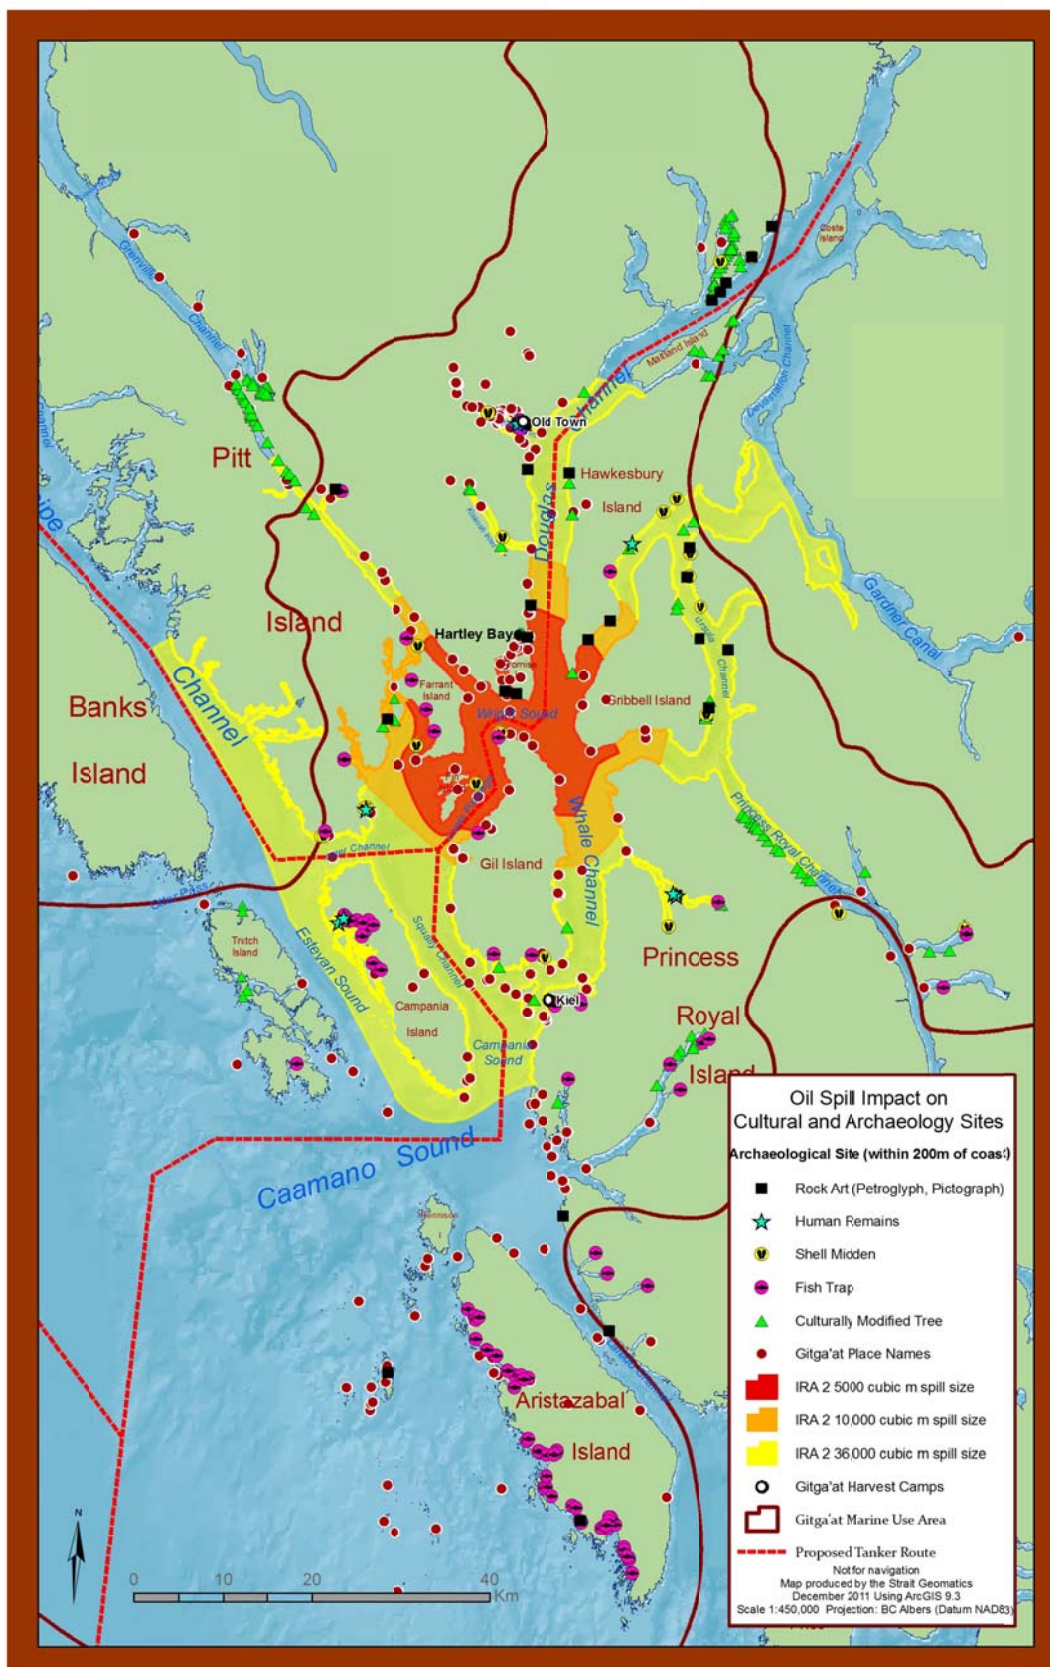 Coste
Island
Grenville
Channel
Maitland Island
Devastation Channel
Channel
Old Town
Pitt
Hawkesbury
Island
Douglas
Island
Gardner Canal
Hartley Bay
Ursula
Channel
Farrant
Island
Gribbell Island
Wright Sound
Banks
Island
Channel
Whale Channel
Princess Royal Channel
Channel
Gil Island
Otter Pass
Trutch
Island
Estevan Sound
Squally Channel
Princess
Campania
Island
Kiel
Royal
Island
Campania
Sound
Caamano Sound
Aristazabal
Island
Oil Spill Impact on
Cultural and Archaeology Sites
Archaeological Site (within 200m of coast)
Rock Art (Petroglyph, Pictograph)
Human Remains
Shell Midden
Fish Trap
Culturally Modified Tree
Gitga'at Place Names
IRA 2 5000 cubic m spill size
IRA 2 10,000 cubic m spill size
IRA 2 36,000 cubic m spill size
Gitga'at Harvest Camps
Gitga'at Marine Use Area
Proposed Tanker Route
Not for navigation
Map produced by the Strait Geomatics
December 2011 Using ArcGIS 9.3
Scale 1:450,000 Projection: BC Albers (Datum NAD83)
N
0 10 20 40
Km